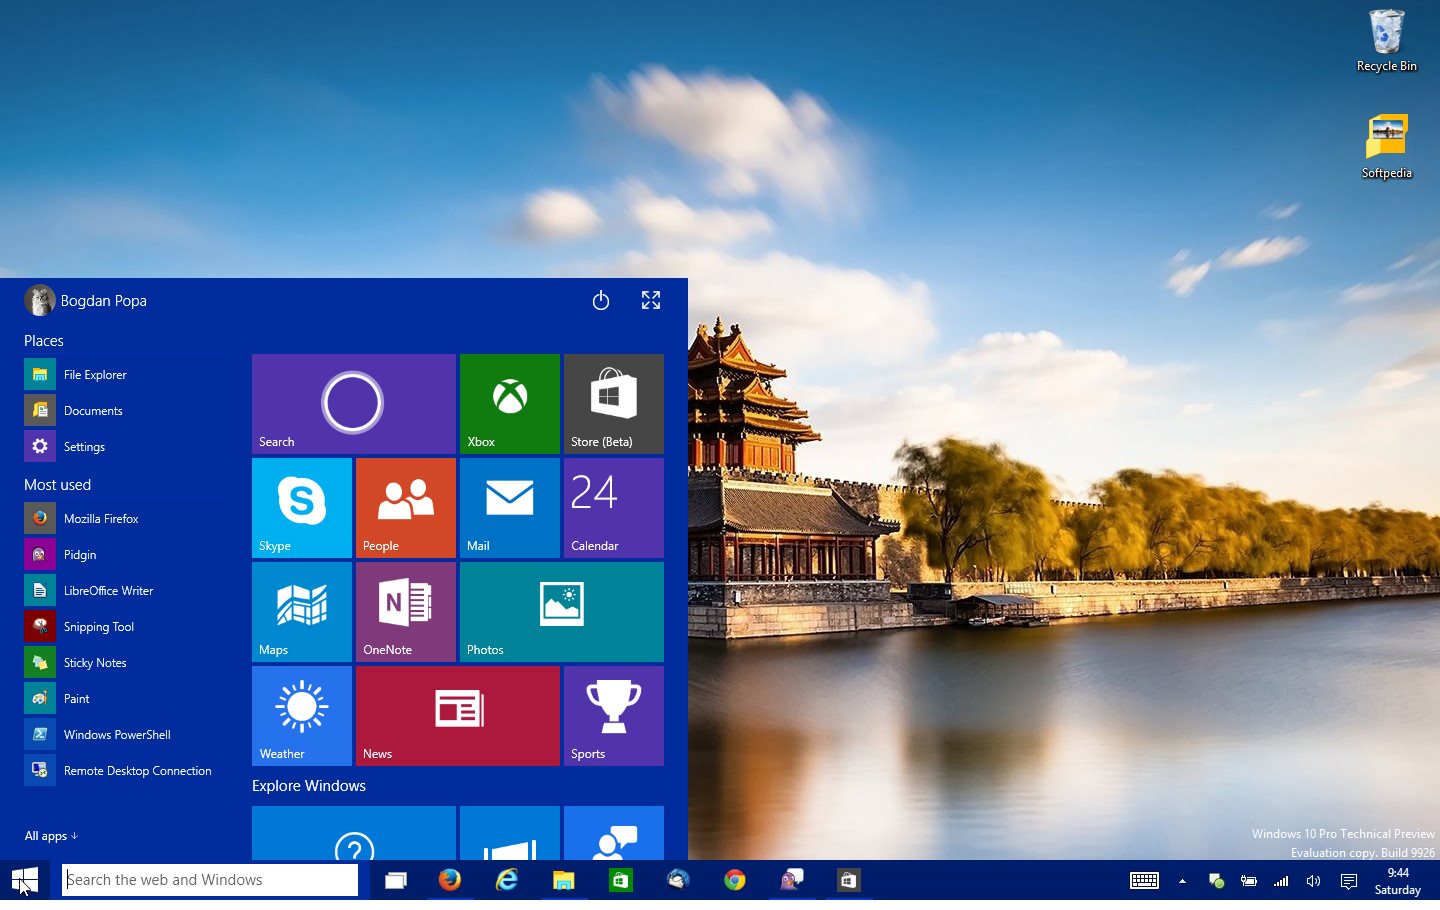 Recycle Bin
Softpedia
Bogdan Popa
Places
File Explorer
Documents
Settings
Most used
Mozilla Firefox
Pidgin
LibreOffice Writer
Snipping Tool
Sticky Notes
Paint
Windows PowerShell
Remote Desktop Connection
All apps
Search
Xbox
Store (Beta)
Skype
People
Mail
24
Calendar
Maps
N
OneNote
Photos
Weather
News
Sports
Explore Windows
Windows 10 Pro Technical Preview
Evaluation copy. Build 9926
Search the web and Windows
9:44
Saturday